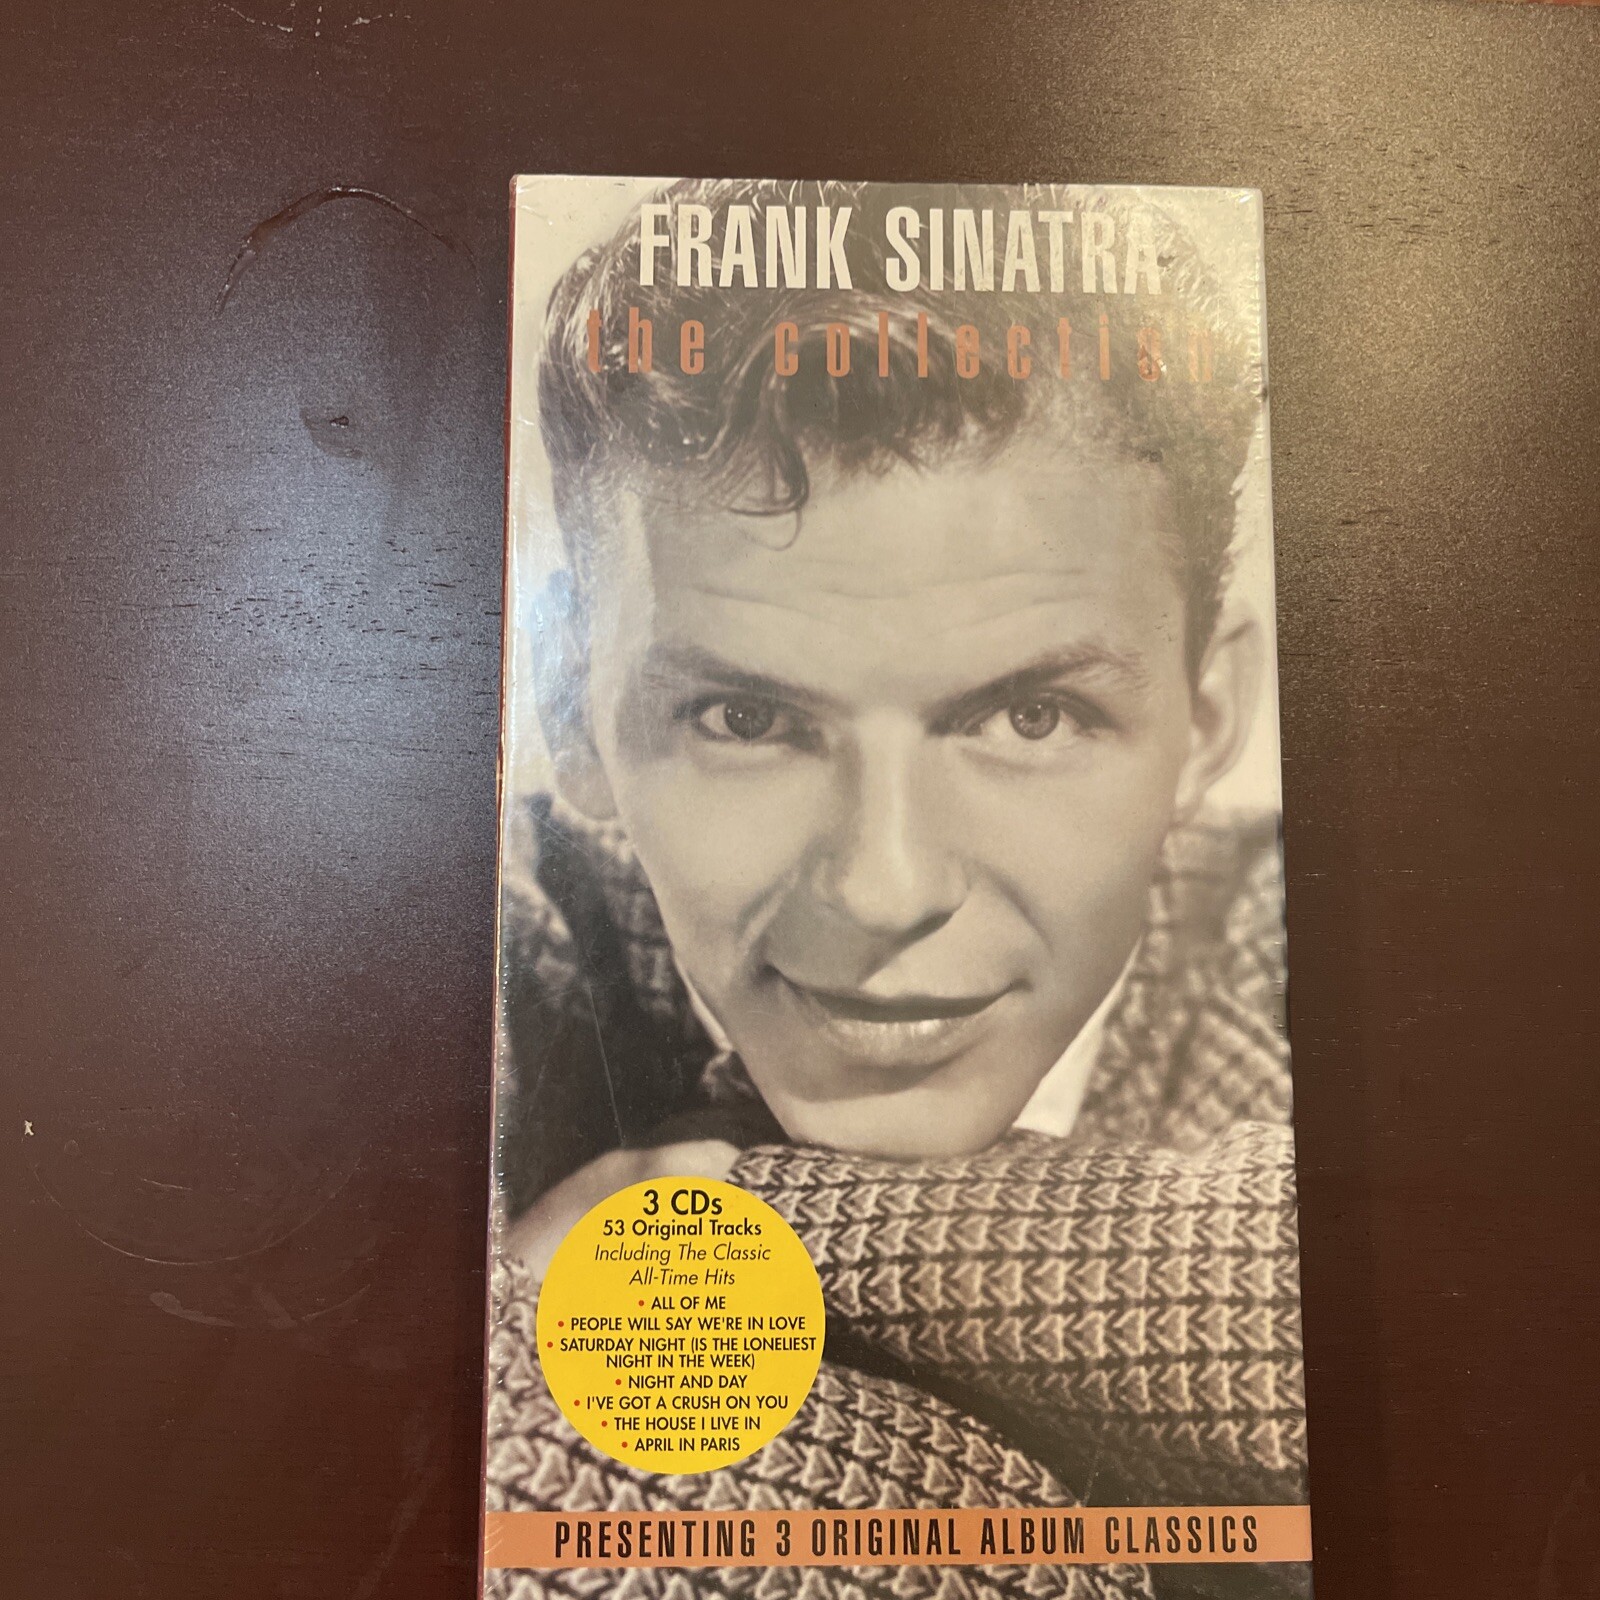 FRANK SINATRA
the collection
3 CDs
53 Original Tracks
Including The Classic
All-Time Hits
• ALL OF ME
• PEOPLE WILL SAY WE'RE IN LOVE
• SATURDAY NIGHT (IS THE LONELIEST
NIGHT IN THE WEEK)
• NIGHT AND DAY
• I'VE GOT A CRUSH ON YOU
• THE HOUSE I LIVE IN
• APRIL IN PARIS
PRESENTING 3 ORIGINAL ALBUM CLASSICS